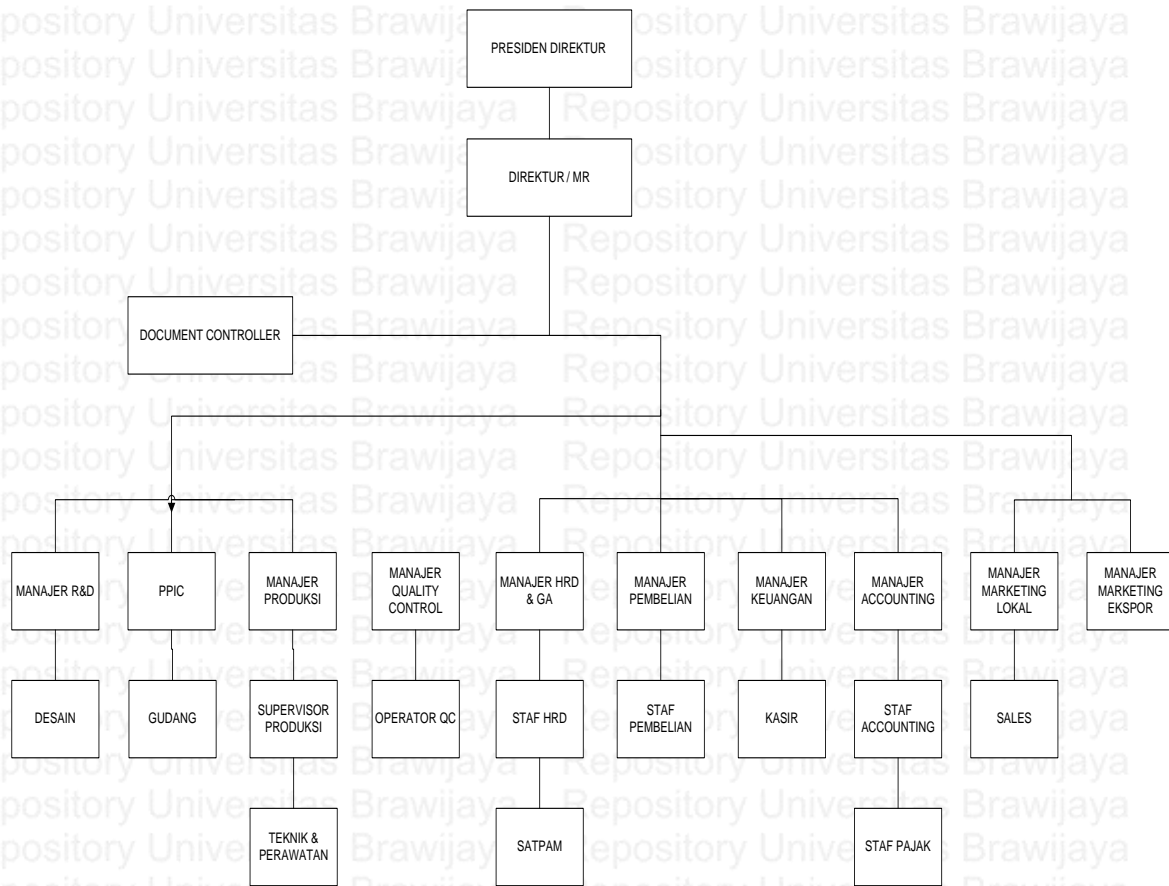 PRESIDEN DIREKTUR
DIREKTUR / MR
DOCUMENT CONTROLLER
MANAJER R&D
PPIC
MANAJER
PRODUKSI
MANAJER
QUALITY
CONTROL
MANAJER HRD
& GA
MANAJER
PEMBELIAN
MANAJER
KEUANGAN
MANAJER
ACCOUNTING
MANAJER
MARKETING
LOKAL
MANAJER
MARKETING
EKSPOR
DESAIN
GUDANG
SUPERVISOR
PRODUKSI
OPERATOR QC
STAF HRD
STAF
PEMBELIAN
KASIR
STAF
ACCOUNTING
SALES
TEKNIK &
PERAWATAN
SATPAM
STAF PAJAK
Repository Universitas Brawijaya